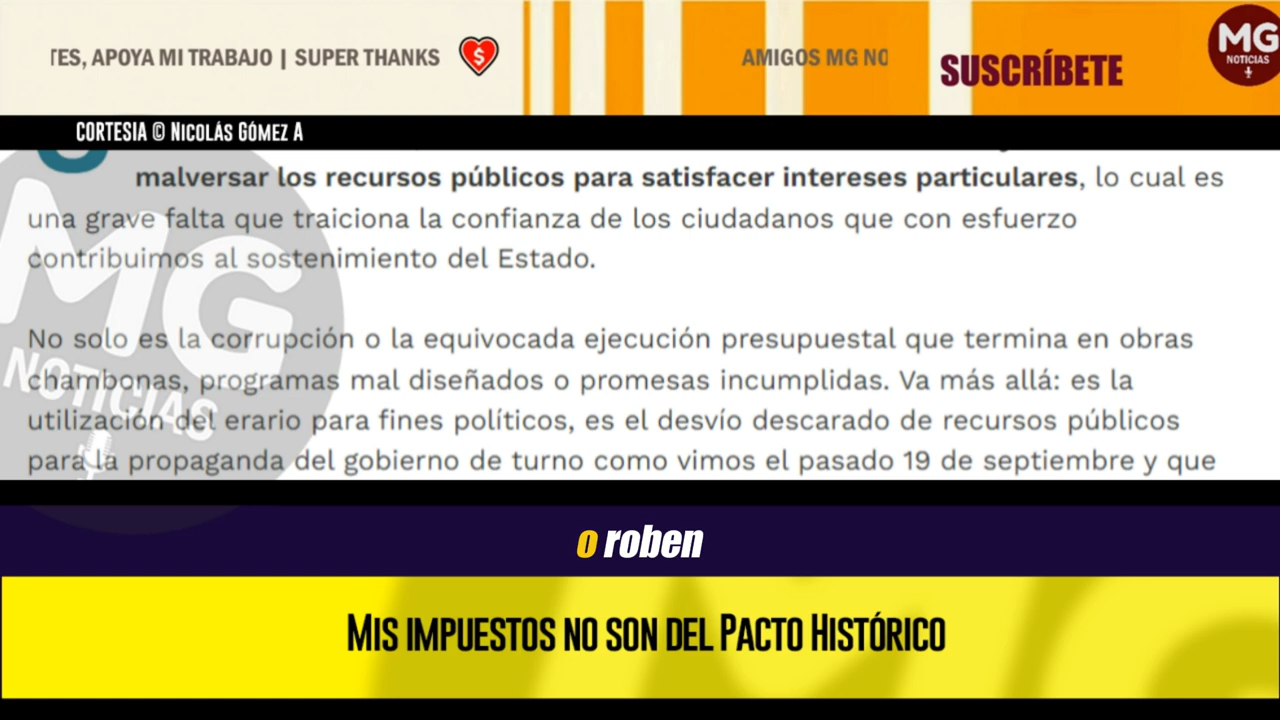 TES, APOYA MI TRABAJO | SUPER THANKS
$
AMIGOS MG NO
SUSCRÍBETE
MG
NOTICIAS
CORTESIA © NICOLÁS GÓMEZ A
malversar los recursos públicos para satisfacer intereses particulares, lo cual es
una grave falta que traiciona la confianza de los ciudadanos que con esfuerzo
contribuimos al sostenimiento del Estado.
No solo es la corrupción o la equivocada ejecución presupuestal que termina en obras
chambonas, programas mal diseñados o promesas incumplidas. Va más allá: es la
utilización del erario para fines políticos, es el desvío descarado de recursos públicos
para la propaganda del gobierno de turno como vimos el pasado 19 de septiembre y que
MG
NOTICIAS
o roben
MIS IMPUESTOS NO SON DEL PACTO HISTÓRICO